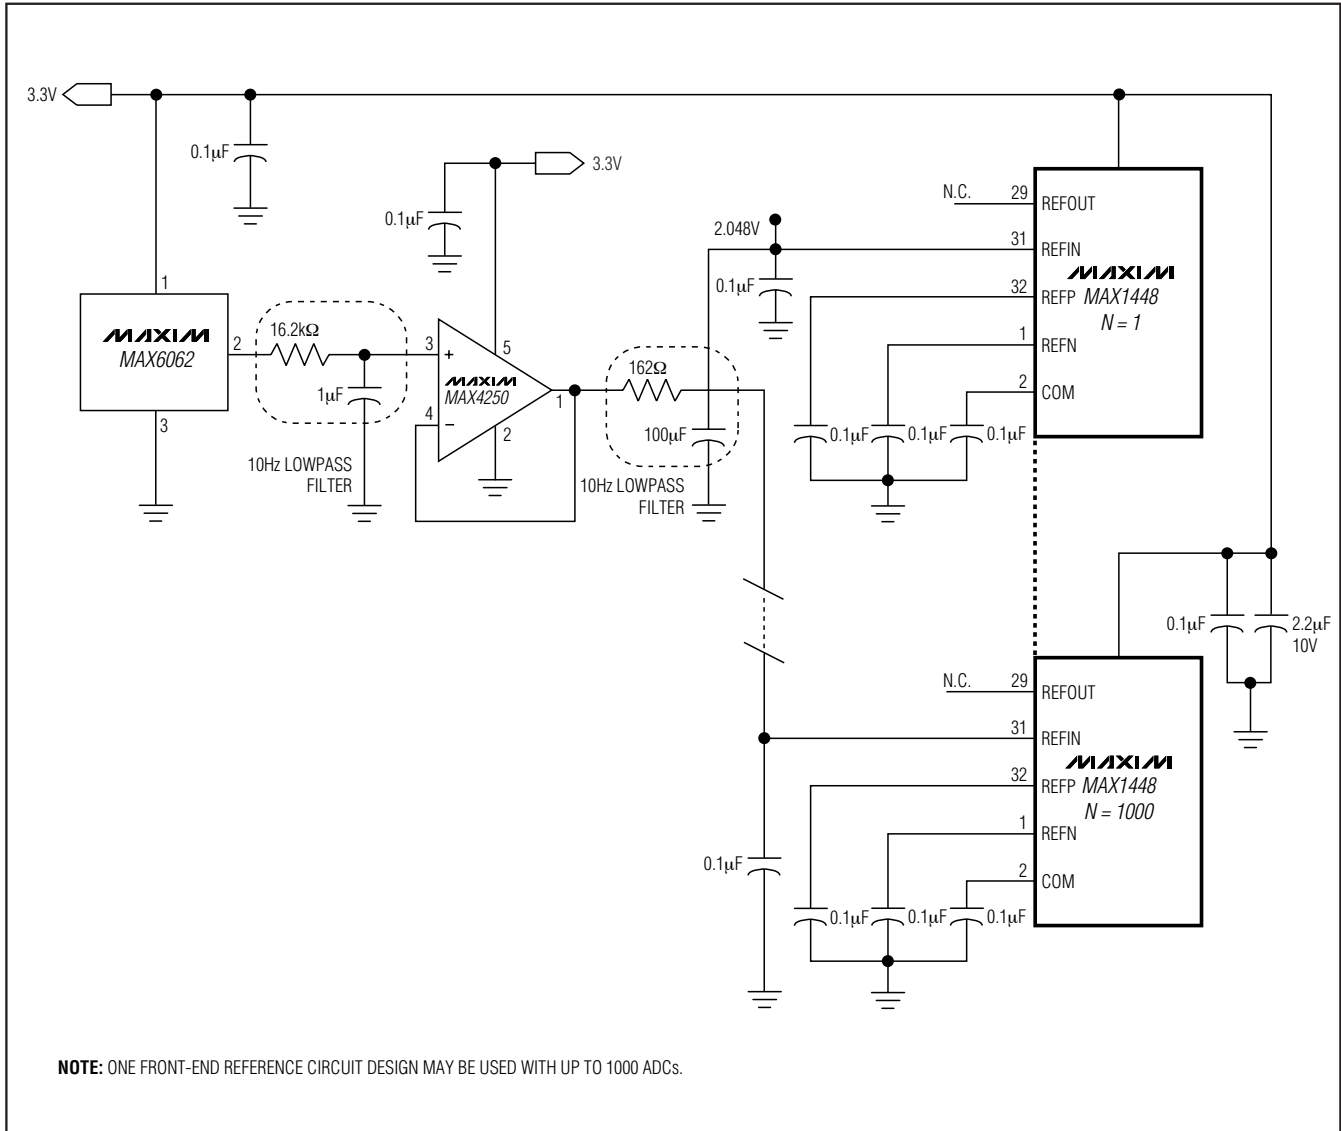 3.3V
0.1µF
3.3V
0.1µF
N.C.
29
REFOUT
2.048V
31
REFIN
0.1µF
MAXIM
32
REFP
MAX1448
N = 1
1
REFN
2
COM
0.1µF
0.1µF
0.1µF
1
MAXIM
MAX6062
2
3
16.2kΩ
1µF
10Hz LOWPASS
FILTER
3
+
5
MAXIM
MAX4250
1
4
−
2
162Ω
100µF
10Hz LOWPASS
FILTER
0.1µF
2.2µF
10V
N.C.
29
REFOUT
31
REFIN
MAXIM
32
REFP
MAX1448
N = 1000
1
REFN
0.1µF
2
COM
0.1µF
0.1µF
0.1µF
NOTE: ONE FRONT-END REFERENCE CIRCUIT DESIGN MAY BE USED WITH UP TO 1000 ADCs.